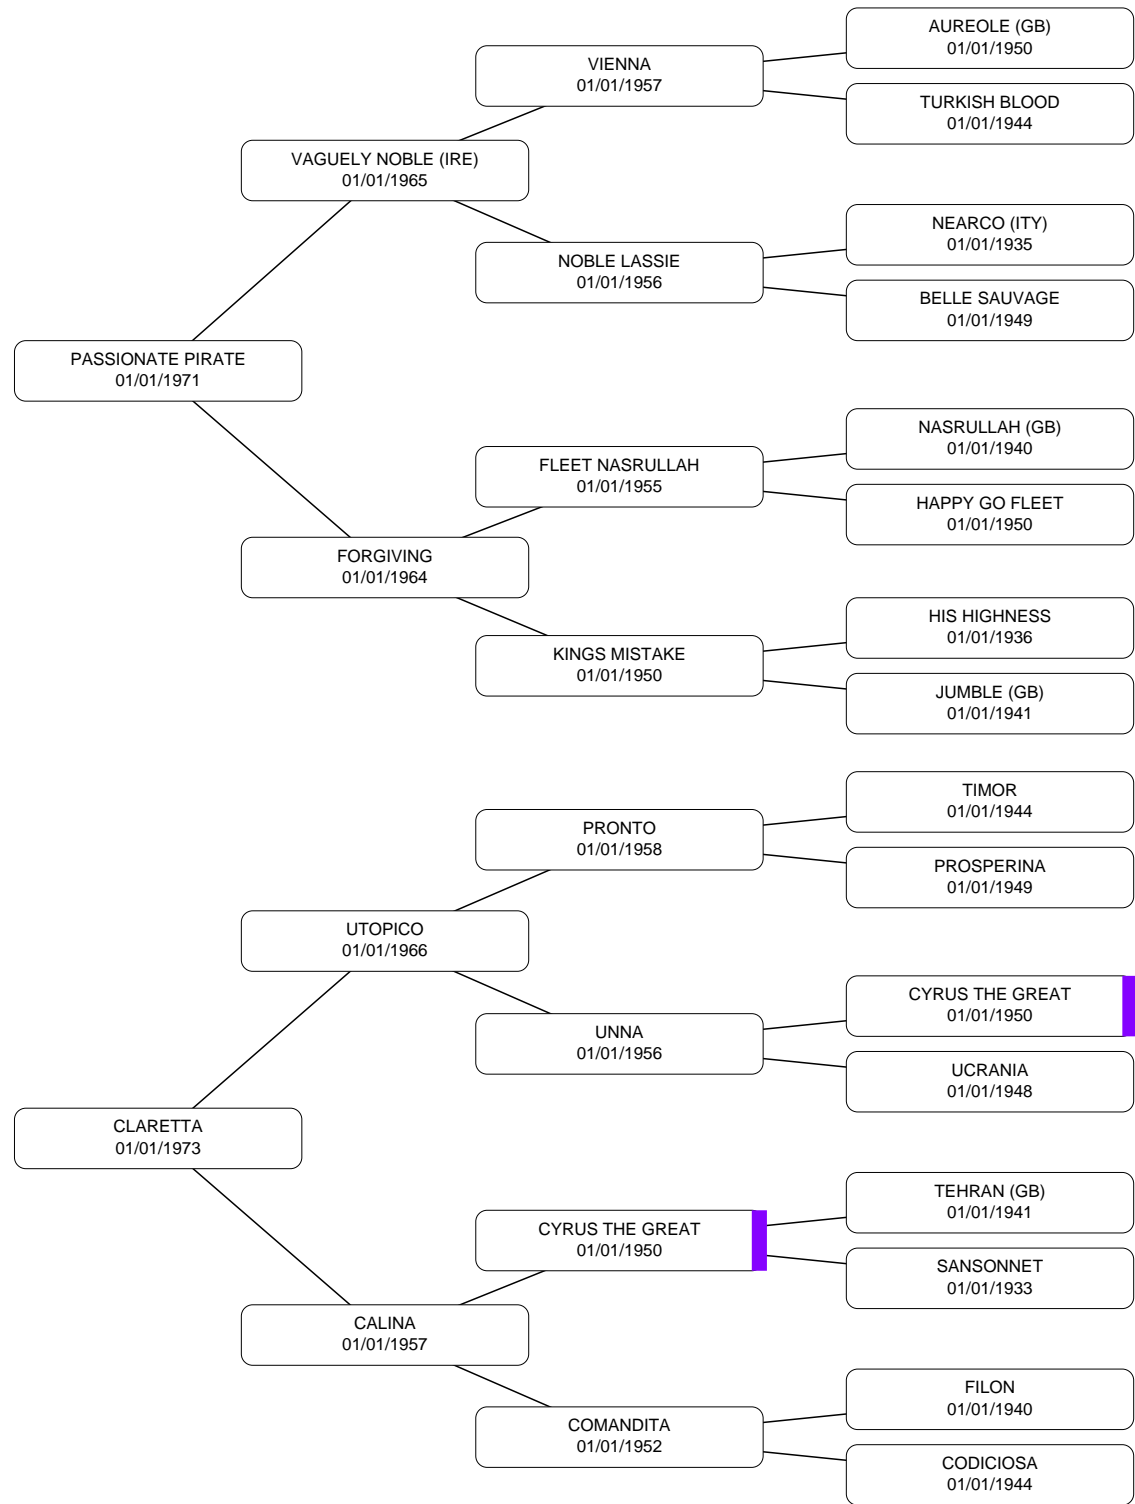 AUREOLE (GB)
01/01/1950
VIENNA
01/01/1957
TURKISH BLOOD
01/01/1944
VAGUELY NOBLE (IRE)
01/01/1965
NEARCO (ITY)
01/01/1935
NOBLE LASSIE
01/01/1956
BELLE SAUVAGE
01/01/1949
PASSIONATE PIRATE
01/01/1971
NASRULLAH (GB)
01/01/1940
FLEET NASRULLAH
01/01/1955
HAPPY GO FLEET
01/01/1950
FORGIVING
01/01/1964
HIS HIGHNESS
01/01/1936
KINGS MISTAKE
01/01/1950
JUMBLE (GB)
01/01/1941
TIMOR
01/01/1944
PRONTO
01/01/1958
PROSPERINA
01/01/1949
UTOPICO
01/01/1966
CYRUS THE GREAT
01/01/1950
UNNA
01/01/1956
UCRANIA
01/01/1948
CLARETTA
01/01/1973
TEHRAN (GB)
01/01/1941
CYRUS THE GREAT
01/01/1950
SANSONNET
01/01/1933
CALINA
01/01/1957
FILON
01/01/1940
COMANDITA
01/01/1952
CODICIOSA
01/01/1944